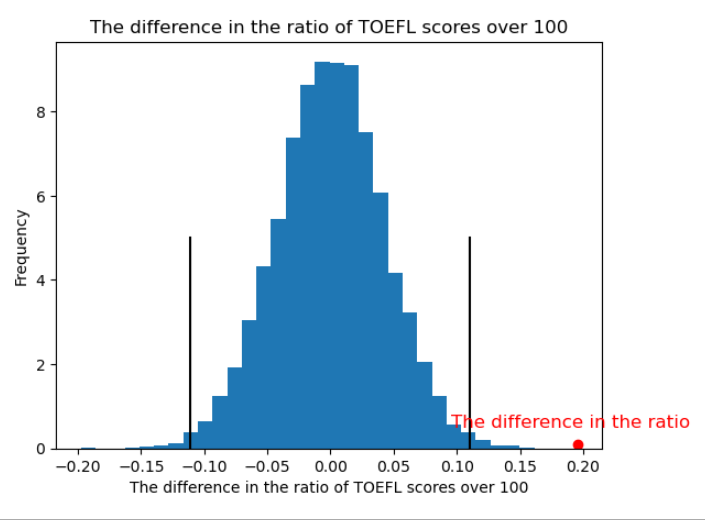 The difference in the ratio of TOEFL scores over 100
Frequency
8
6
4
2
0
The difference in the ratio
−0.20 −0.15 −0.10 −0.05 0.00 0.05 0.10 0.15 0.20
The difference in the ratio of TOEFL scores over 100